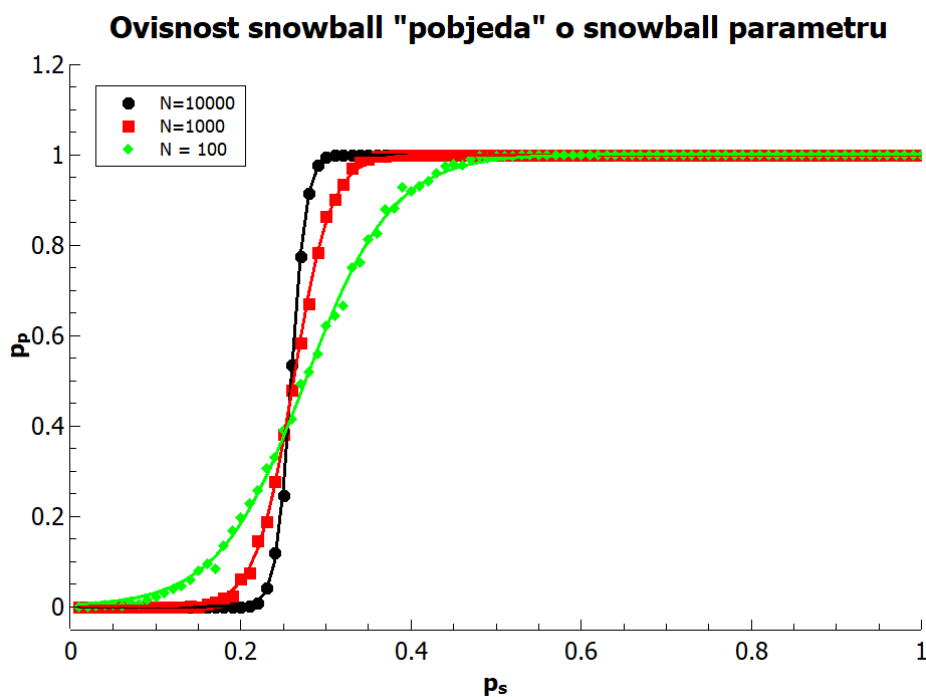 Ovisnost snowball "pobjeda" o snowball parametru
1.2
1
0.8
0.6
0.4
0.2
0
N=10000
N=1000
N = 100
pp
0
0.2
0.4
0.6
0.8
1
ps